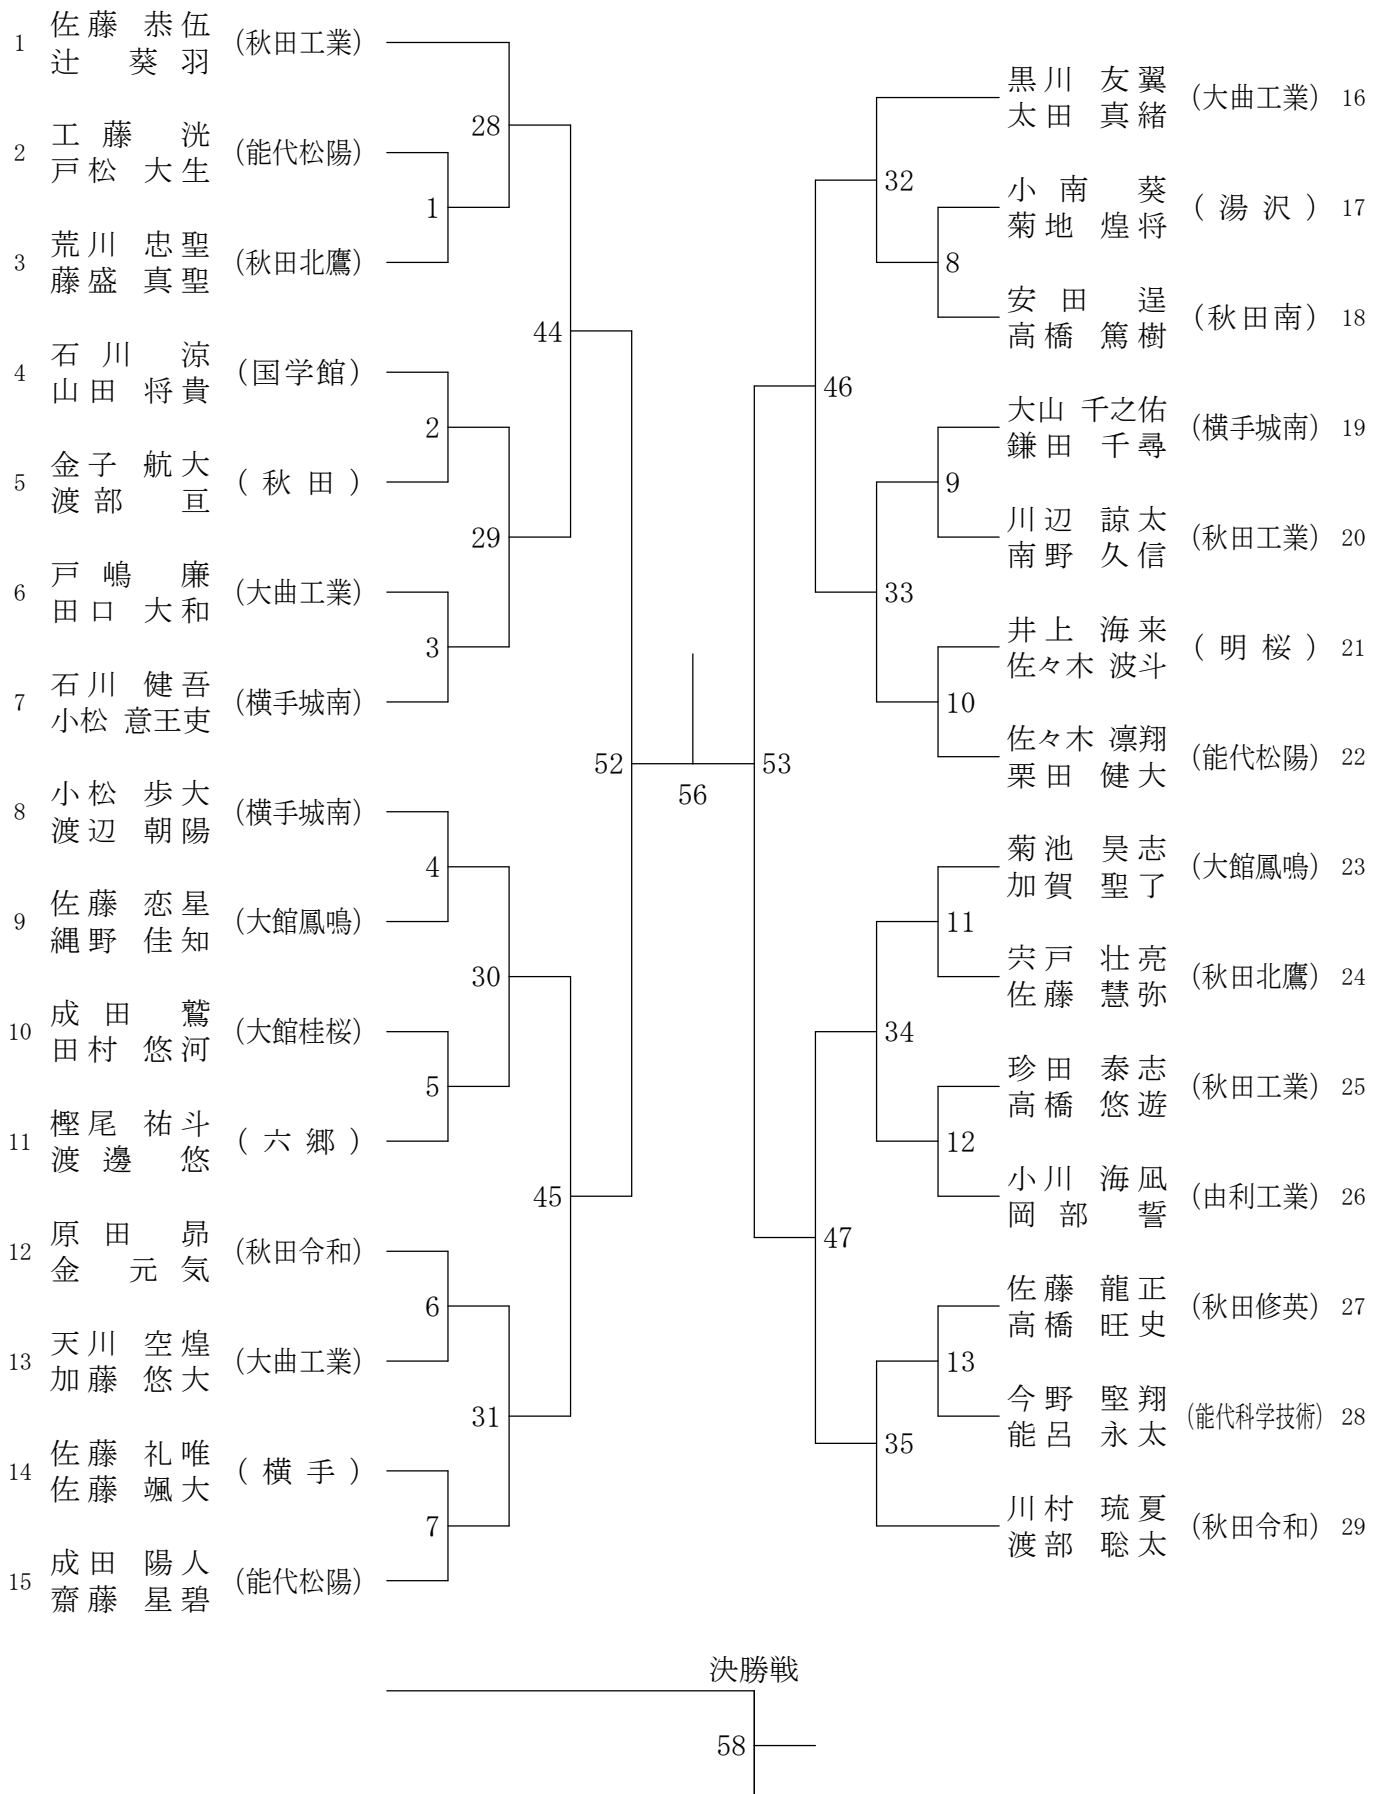 1 佐藤 恭伍 (秋田工業)
辻 葵羽
28
2 工藤 洸 (能代松陽)
戸松 大生
1
3 荒川 忠聖 (秋田北鷹)
藤盛 真聖
44
4 石川 涼 (国学館)
山田 将貴
2
5 金子 航大 (秋田)
渡部 亘
29
6 戸嶋 廉 (大曲工業)
田口 大和
3
7 石川 健吾 (横手城南)
小松 意王吏
52
8 小松 歩大 (横手城南)
渡辺 朝陽
4
9 佐藤 恋星 (大館鳳鳴)
縄野 佳知
30
10 成田 鷲 (大館桂桜)
田村 悠河
5
11 樫尾 祐斗 (六郷)
渡邊 悠
45
12 原田 昴 (秋田令和)
金 元気
6
13 天川 空煌 (大曲工業)
加藤 悠大
31
14 佐藤 礼唯 (横手)
佐藤 颯大
7
15 成田 陽人 (能代松陽)
齋藤 星碧
56
黒川 友翼 (大曲工業) 16
太田 真緒
32
小南 葵 (湯沢) 17
菊地 煌将
8
安田 逞 (秋田南) 18
高橋 篤樹
46
大山 千之佑 (横手城南) 19
鎌田 千尋
9
川辺 諒太 (秋田工業) 20
南野 久信
33
井上 海来 (明桜) 21
佐々木 波斗
10
佐々木 凛翔 (能代松陽) 22
栗田 健大
53
菊池 昊志 (大館鳳鳴) 23
加賀 聖了
11
宍戸 壮亮 (秋田北鷹) 24
佐藤 慧弥
34
珍田 泰志 (秋田工業) 25
高橋 悠遊
12
小川 海凪 (由利工業) 26
岡部 誓
47
佐藤 龍正 (秋田修英) 27
高橋 旺史
13
今野 堅翔 (能代科学技術) 28
能呂 永太
35
川村 琉夏 (秋田令和) 29
渡部 聡太
決勝戦
58